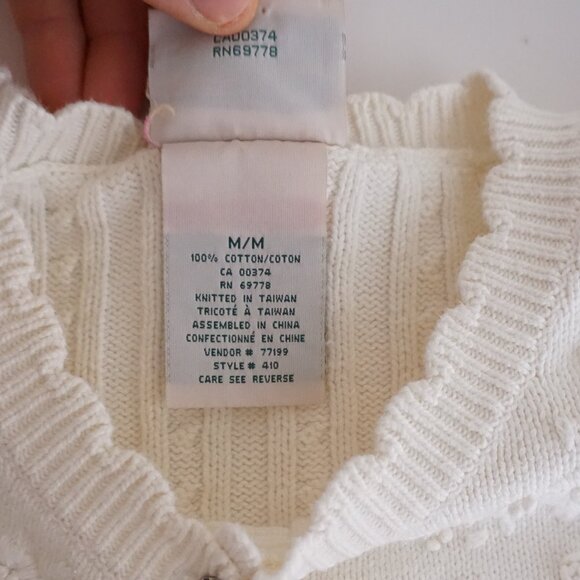 CA00374
RN69778
M/M
100% COTTON/COTON
CA 00374
RN 69778
KNITTED IN TAIWAN
TRICOTÉ À TAIWAN
ASSEMBLED IN CHINA
CONFECTIONNÉ EN CHINE
VENDOR # 77199
STYLE # 410
CARE SEE REVERSE